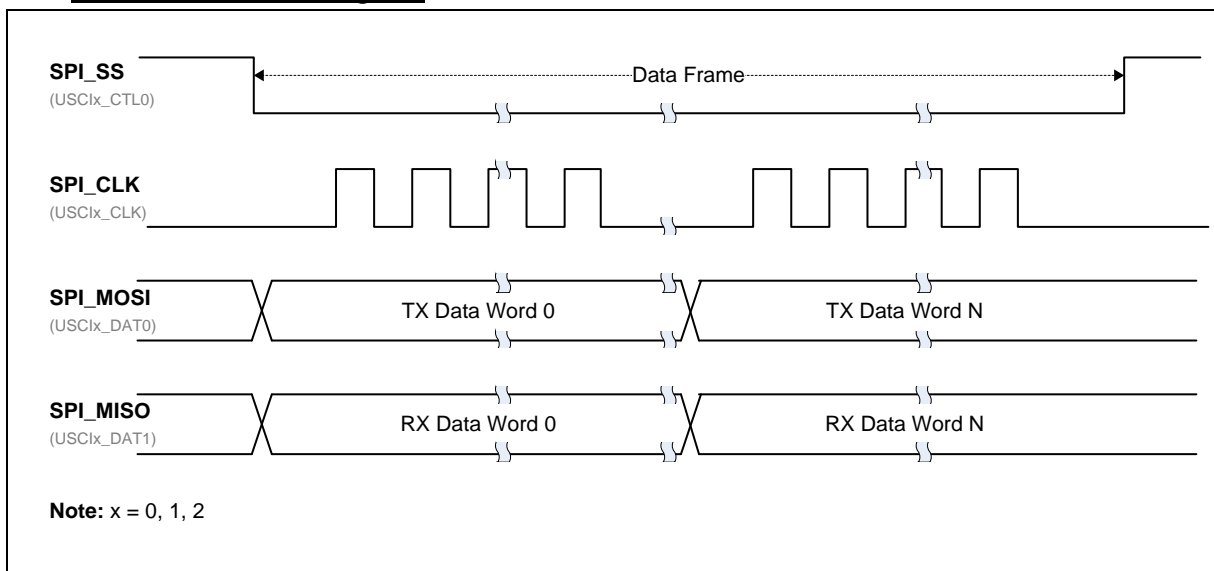 SPI_SS
(USCIx_CTL0)
Data Frame
SPI_CLK
(USCIx_CLK)
SPI_MOSI
(USCIx_DAT0)
TX Data Word 0
TX Data Word N
SPI_MISO
(USCIx_DAT1)
RX Data Word 0
RX Data Word N
Note: x = 0, 1, 2